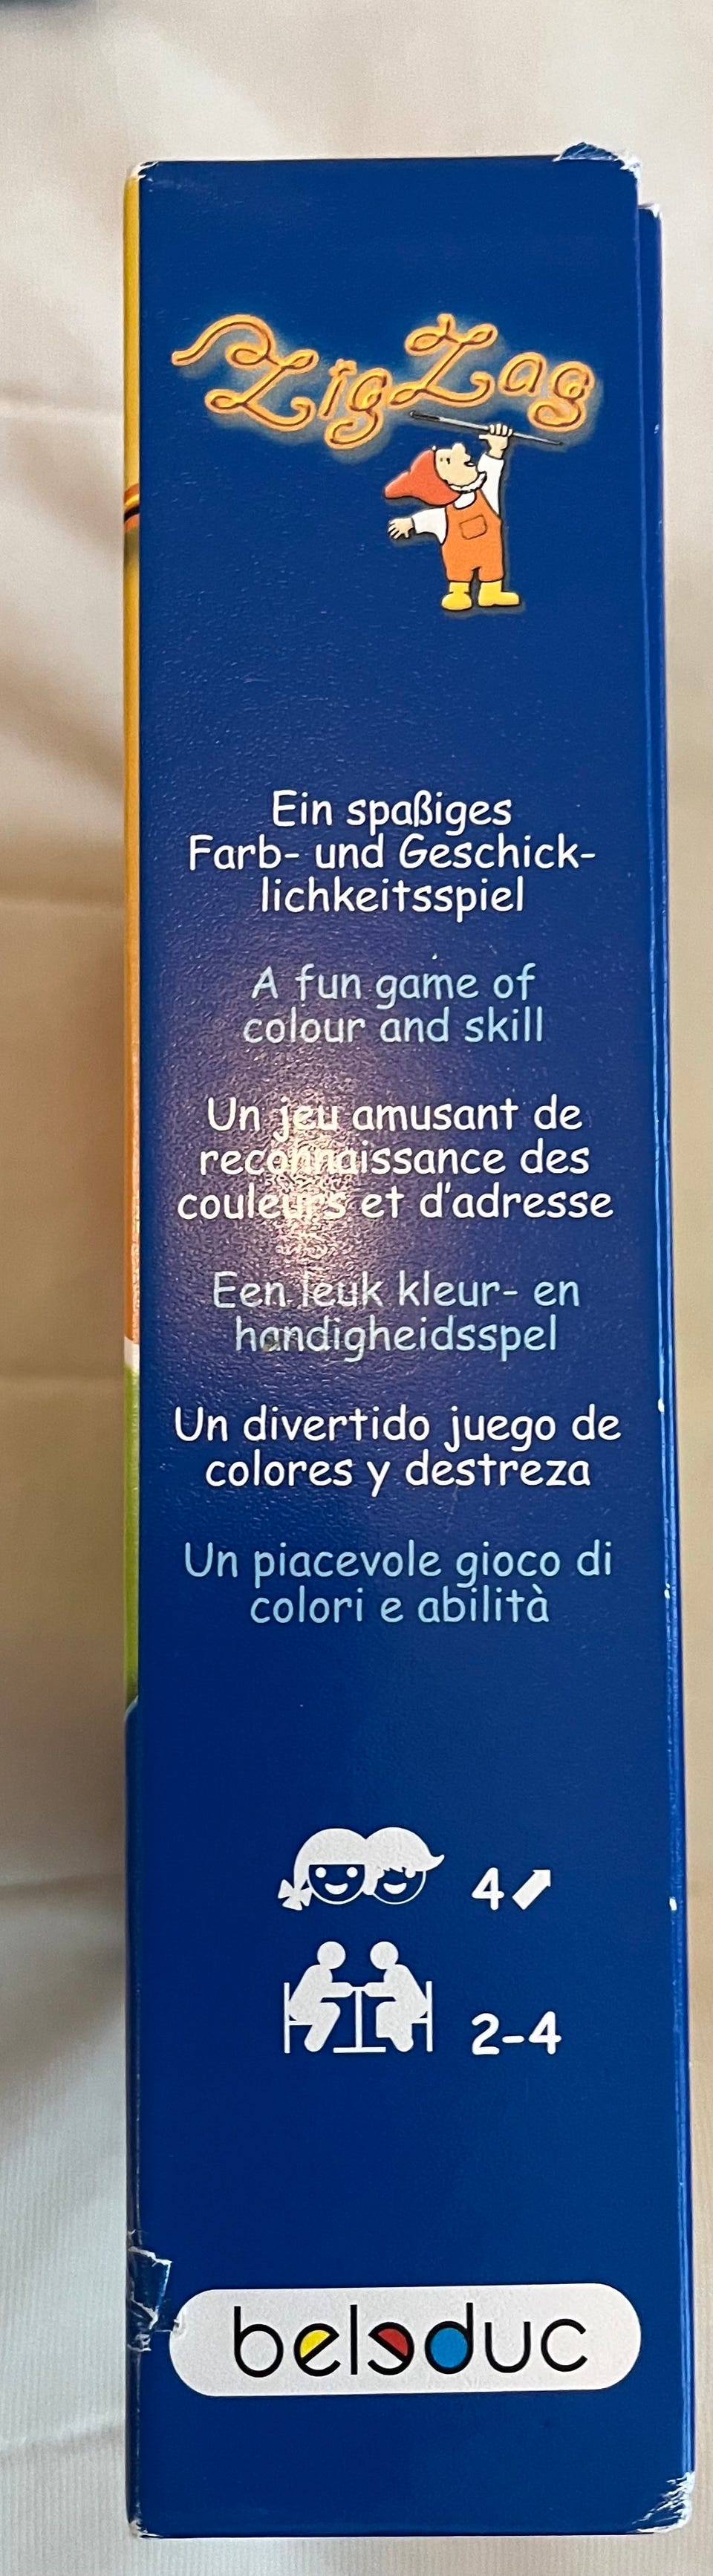 ZigZag
Ein spaßiges
Farb- und Geschick-
lichkeitsspiel
A fun game of
colour and skill
Un jeu amusant de
reconnaissance des
couleurs et d'adresse
Een leuk kleur- en
handigheidsspel
Un divertido juego de
colores y destreza
Un piacevole gioco di
colori e abilità
4
2-4
beleduc